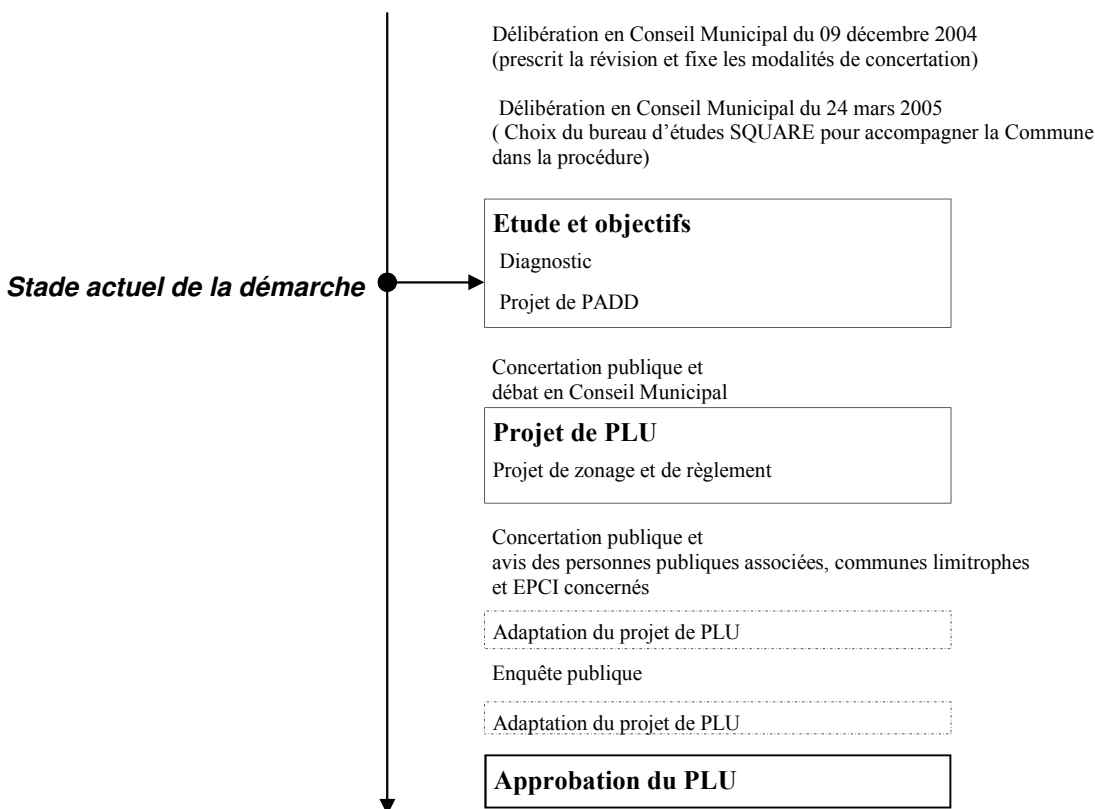 Délibération en Conseil Municipal du 09 décembre 2004
(prescrit la révision et fixe les modalités de concertation)
Délibération en Conseil Municipal du 24 mars 2005
( Choix du bureau d’études SQUARE pour accompagner la Commune
dans la procédure)
Etude et objectifs
Diagnostic
Stade actuel de la démarche
Projet de PADD
Concertation publique et
débat en Conseil Municipal
Projet de PLU
Projet de zonage et de règlement
Concertation publique et
avis des personnes publiques associées, communes limitrophes
et EPCI concernés
Adaptation du projet de PLU
Enquête publique
Adaptation du projet de PLU
Approbation du PLU